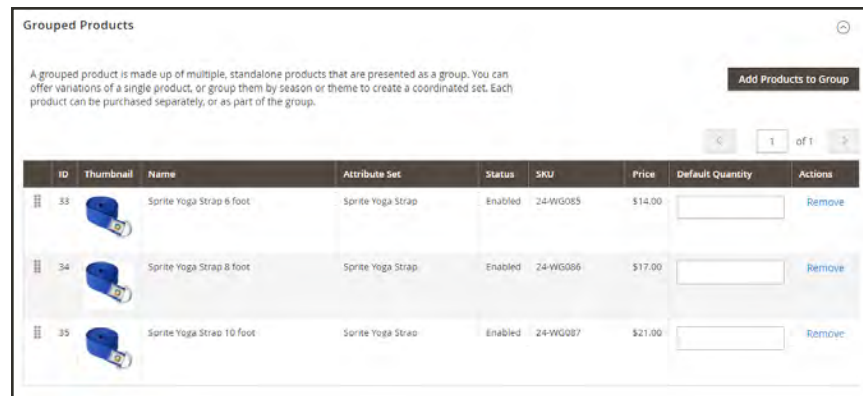 Grouped Products
A grouped product is made up of multiple, standalone products that are presented as a group. You can
offer variations of a single product, or group them by season or theme to create a coordinated set. Each
product can be purchased separately, or as part of the group.
Add Products to Group
1 of 1
ID Thumbnail Name Attribute Set Status SKU Price Default Quantity Actions
33 Sprite Yoga Strap 6 foot Sprite Yoga Strap Enabled 24-WG085 $14.00 Remove
34 Sprite Yoga Strap 8 foot Sprite Yoga Strap Enabled 24-WG086 $17.00 Remove
35 Sprite Yoga Strap 10 foot Sprite Yoga Strap Enabled 24-WG087 $21.00 Remove